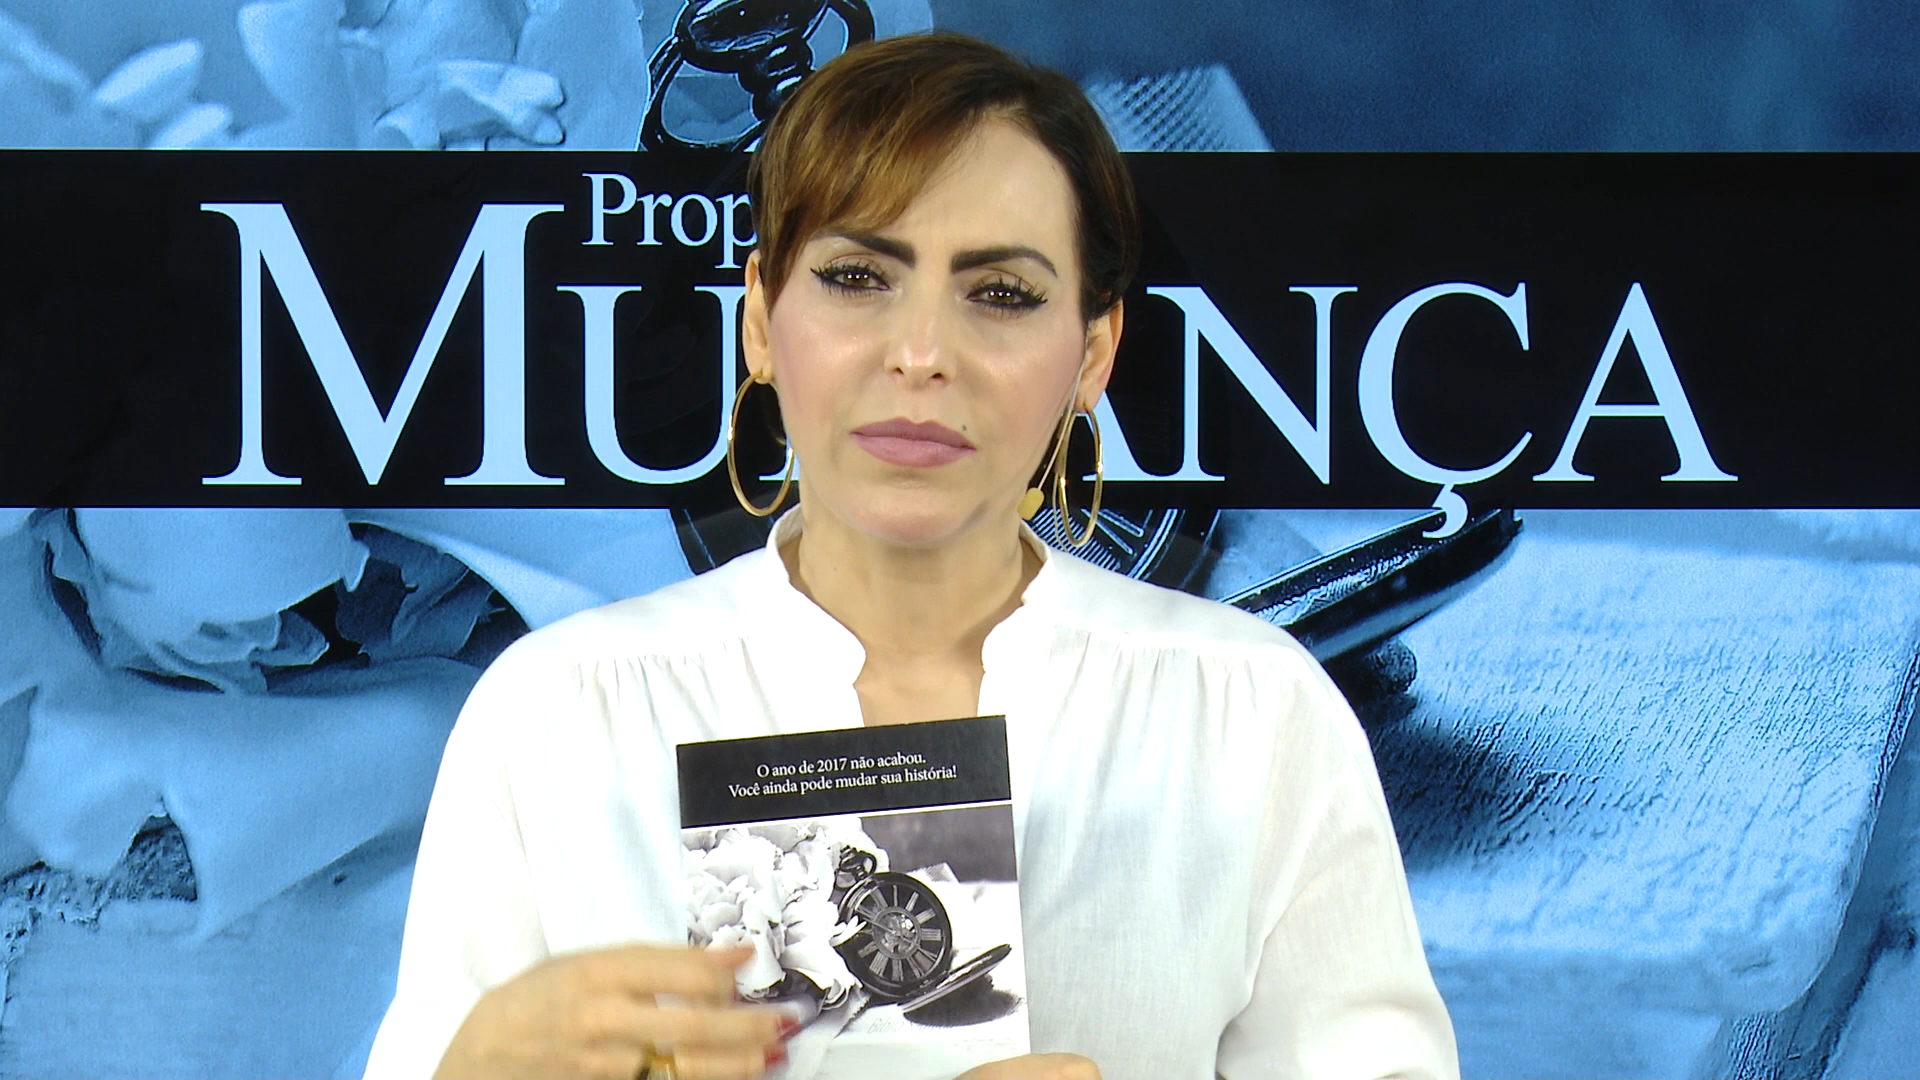 Prop
MU ANÇA
O ano de 2017 não acabou.
Você ainda pode mudar sua história!